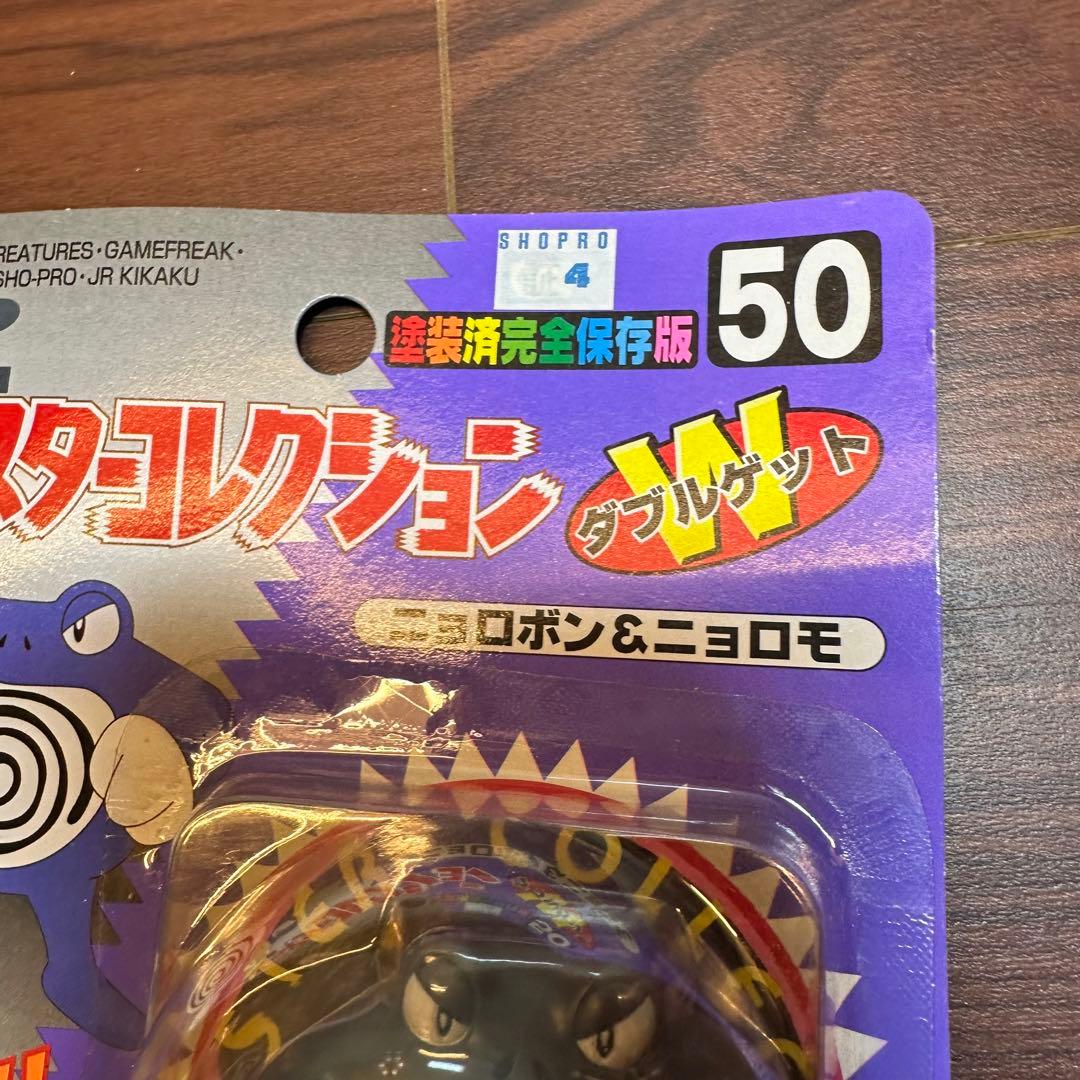 REATURES・GAMEFREAK・
SHO-PRO・JR KIKAKU
SHOPRO
4
塗装済完全保存版
50
スターコレクション
W
ダブルゲット
ニョロボン&ニョロモ